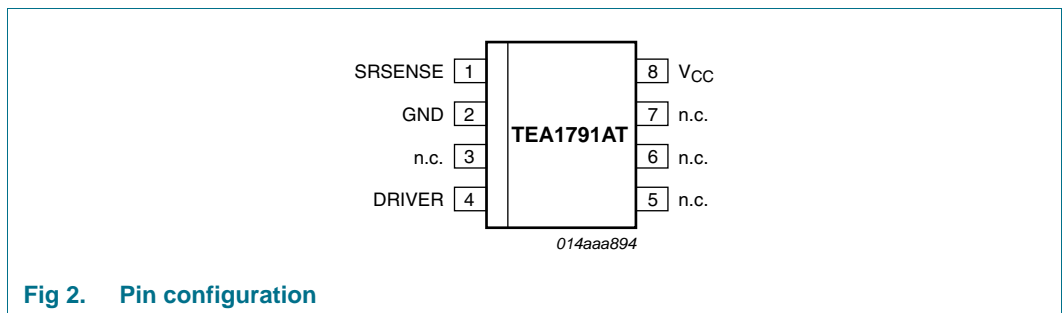 SRSENSE 1 8 VCC
GND 2 7 n.c.
TEA1791AT
n.c. 3 6 n.c.
DRIVER 4 5 n.c.
014aaa894
Fig 2. Pin configuration